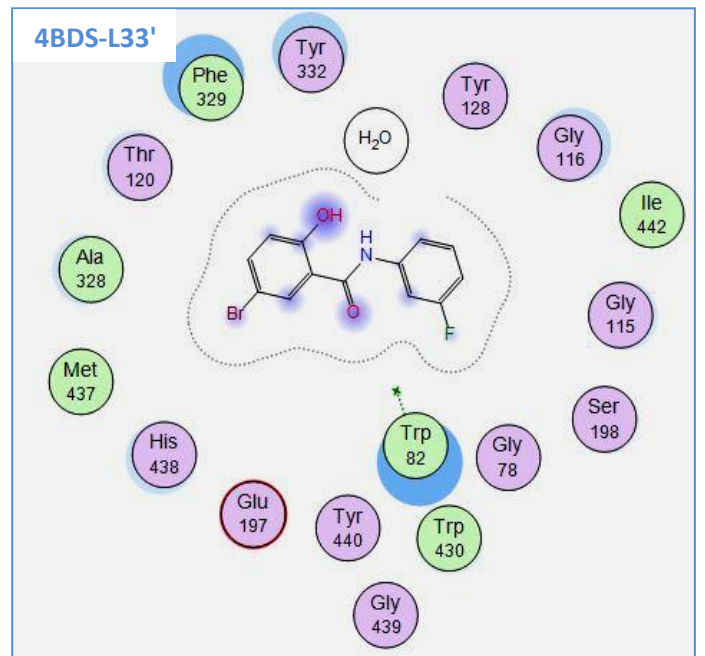 4BDS-L33'
Tyr
332
Phe
329
Tyr
128
H₂O
Gly
116
Thr
120
Ile
442
OH
H
N
Ala
328
Br
O
F
Gly
115
Met
437
Ser
198
His
438
Trp
82
Gly
78
Glu
197
Tyr
440
Trp
430
Gly
439